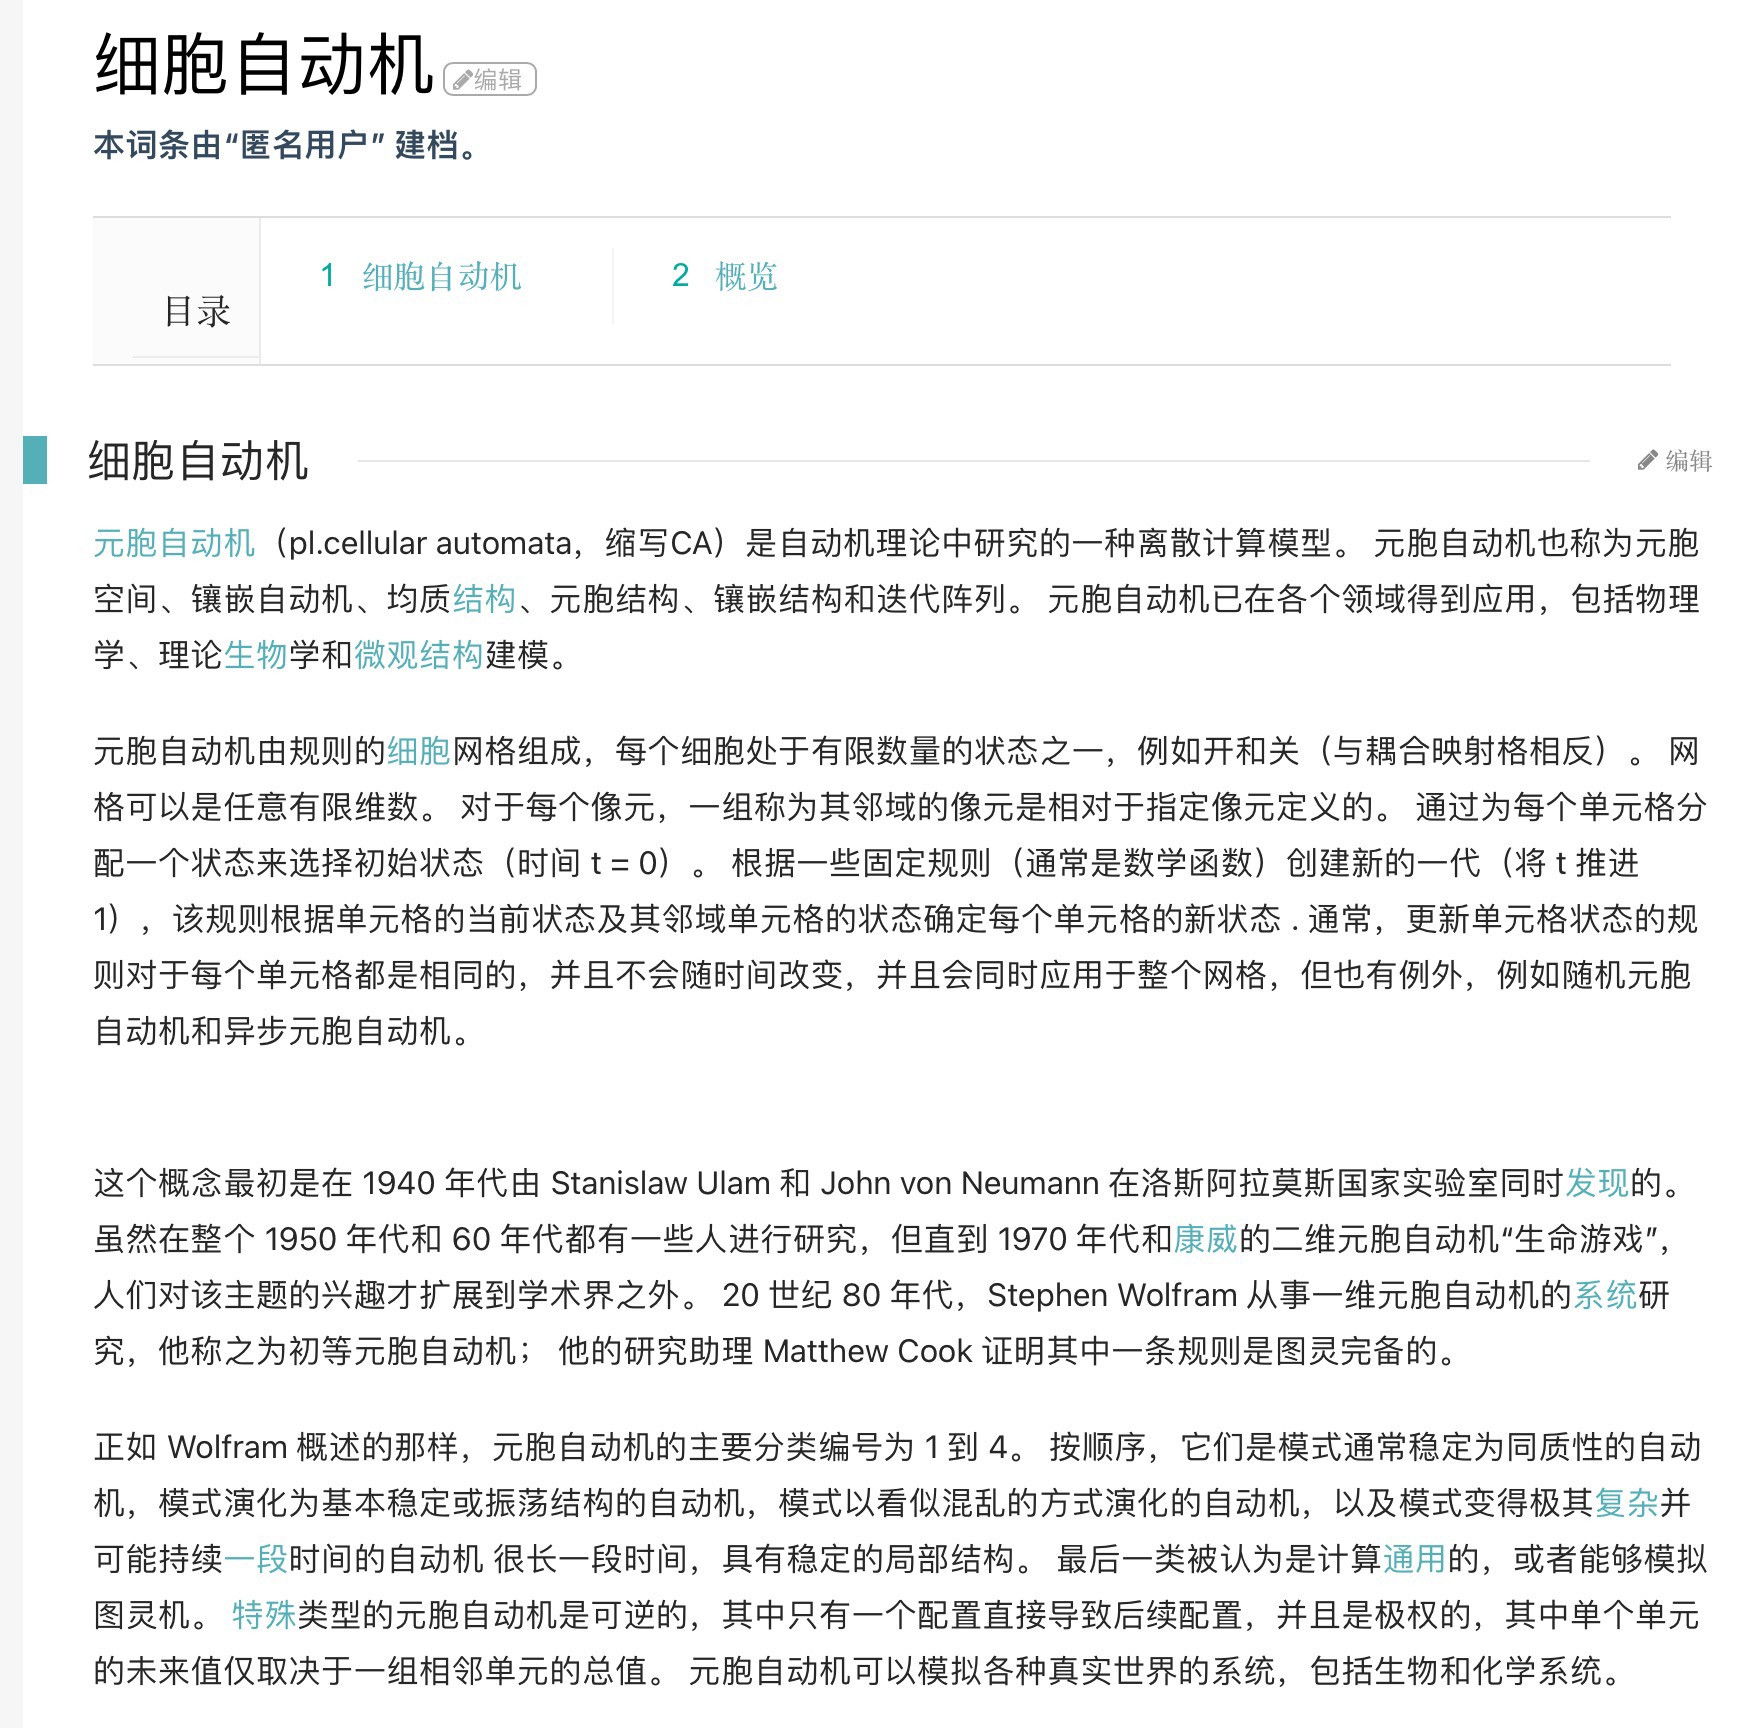 细胞自动机 编辑
本词条由“匿名用户” 建档。
目录
1 细胞自动机
2 概览
细胞自动机 编辑
元胞自动机（pl.cellular automata，缩写CA）是自动机理论中研究的一种离散计算模型。 元胞自动机也称为元胞
空间、镶嵌自动机、均质结构、元胞结构、镶嵌结构和迭代阵列。 元胞自动机已在各个领域得到应用，包括物理
学、理论生物学和微观结构建模。
元胞自动机由规则的细胞网格组成，每个细胞处于有限数量的状态之一，例如开和关（与耦合映射格相反）。 网
格可以是任意有限维数。 对于每个像元，一组称为其邻域的像元是相对于指定像元定义的。 通过为每个单元格分
配一个状态来选择初始状态（时间 t = 0）。 根据一些固定规则（通常是数学函数）创建新的一代（将 t 推进
1），该规则根据单元格的当前状态及其邻域单元格的状态确定每个单元格的新状态 . 通常，更新单元格状态的规
则对于每个单元格都是相同的，并且不会随时间改变，并且会同时应用于整个网格，但也有例外，例如随机元胞
自动机和异步元胞自动机。
这个概念最初是在 1940 年代由 Stanislaw Ulam 和 John von Neumann 在洛斯阿拉莫斯国家实验室同时发现的。
虽然在整个 1950 年代和 60 年代都有一些人进行研究，但直到 1970 年代和康威的二维元胞自动机“生命游戏”，
人们对该主题的兴趣才扩展到学术界之外。 20 世纪 80 年代，Stephen Wolfram 从事一维元胞自动机的系统研
究，他称之为初等元胞自动机； 他的研究助理 Matthew Cook 证明其中一条规则是图灵完备的。
正如 Wolfram 概述的那样，元胞自动机的主要分类编号为 1 到 4。 按顺序，它们是模式通常稳定为同质性的自动
机，模式演化为基本稳定或振荡结构的自动机，模式以看似混乱的方式演化的自动机，以及模式变得极其复杂并
可能持续一段时间的自动机 很长一段时间，具有稳定的局部结构。 最后一类被认为是计算通用的，或者能够模拟
图灵机。 特殊类型的元胞自动机是可逆的，其中只有一个配置直接导致后续配置，并且是极权的，其中单个单元
的未来值仅取决于一组相邻单元的总值。 元胞自动机可以模拟各种真实世界的系统，包括生物和化学系统。